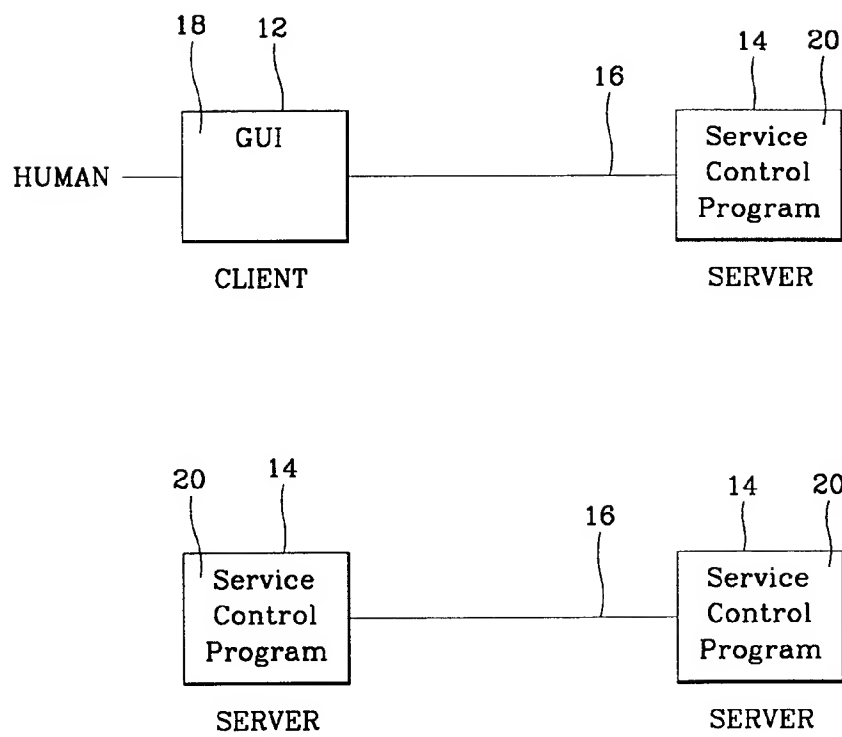 18 12 14 20
16
GUI
Service
Control
Program
HUMAN
CLIENT
SERVER
20 14 14 20
16
Service
Control
Program
Service
Control
Program
SERVER
SERVER